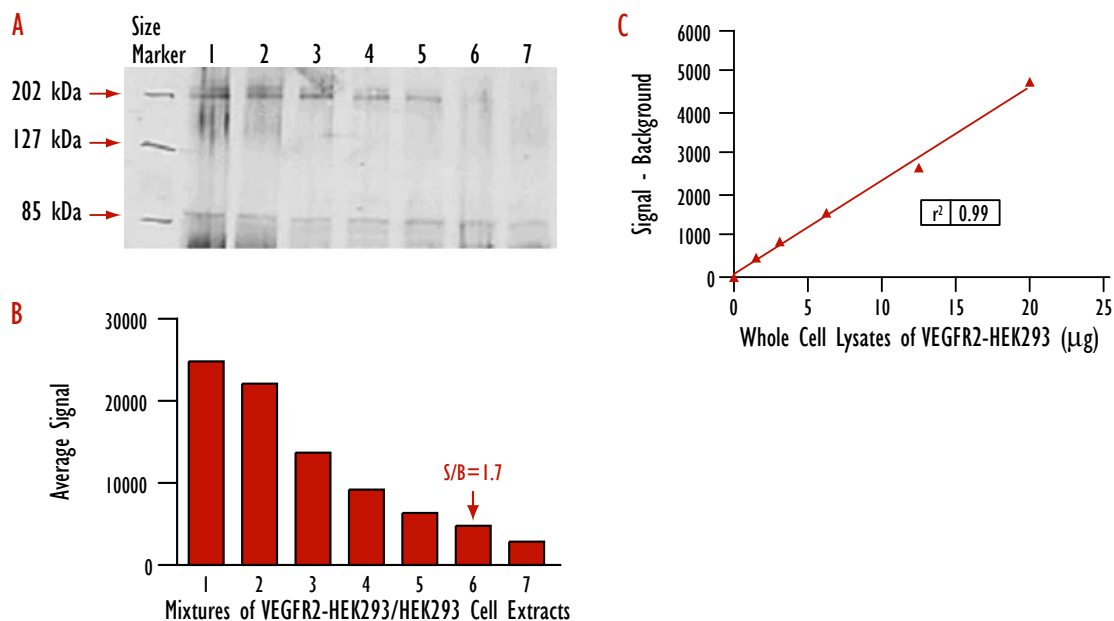 A
Size
Marker 1 2 3 4 5 6 7
202 kDa
127 kDa
85 kDa
B
30000
20000
10000
0
Average Signal
S/B=1.7
1 2 3 4 5 6 7
Mixtures of VEGFR2-HEK293/HEK293 Cell Extracts
C
6000
5000
4000
3000
2000
1000
0
Signal - Background
r² 0.99
0 5 10 15 20 25
Whole Cell Lysates of VEGFR2-HEK293 (µg)